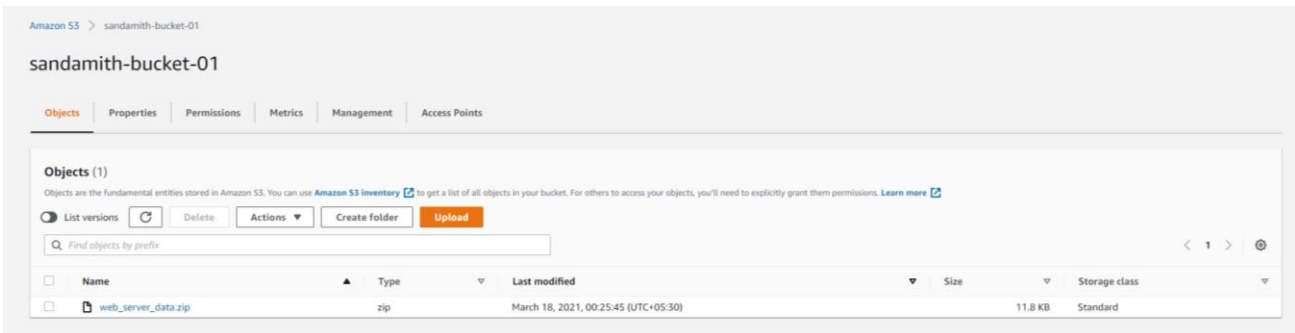 Amazon S3 > sandamith-bucket-01
sandamith-bucket-01
Objects Properties Permissions Metrics Management Access Points
Objects (1)
Objects are the fundamental entities stored in Amazon S3. You can use Amazon S3 inventory to get a list of all objects in your bucket. For others to access your objects, you'll need to explicitly grant them permissions. Learn more
List versions Delete Actions Create folder Upload
Find objects by prefix < 1 >
Name Type Last modified Size Storage class
web_server_data.zip zip March 18, 2021, 00:25:45 (UTC+05:30) 11.8 KB Standard